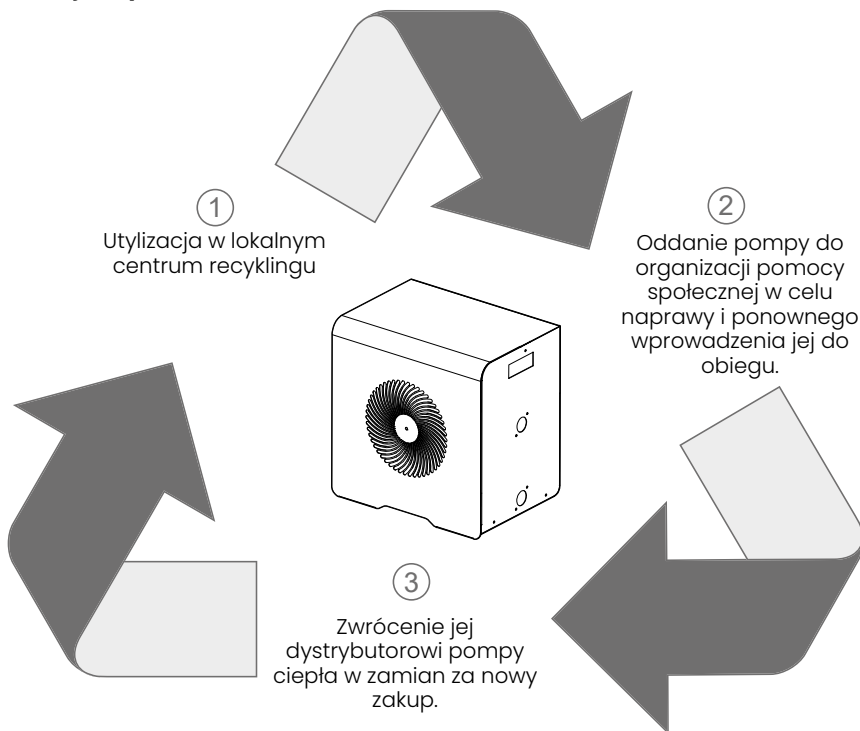 1
Utylizacja w lokalnym
centrum recyklingu
2
Oddanie pompy do
organizacji pomocy
społecznej w celu
naprawy i ponownego
wprowadzenia jej do
obiegu.
3
Zwrócenie jej
dystrybutorowi pompy
ciepła w zamian za nowy
zakup.